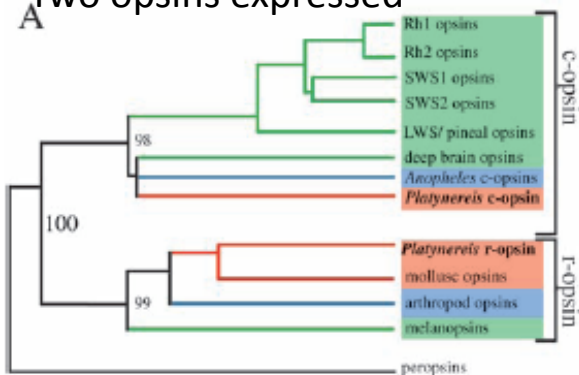 Two opsins expressed
A
Rh1 opsins
Rh2 opsins
SWS1 opsins
SWS2 opsins
LWS/ pineal opsins
deep brain opsins
Anopheles c-opsins
Platynereis c-opsin
c-opsin
98
100
Platynereis r-opsin
mollusc opsins
arthropod opsins
melanopsins
r-opsin
99
peropsins